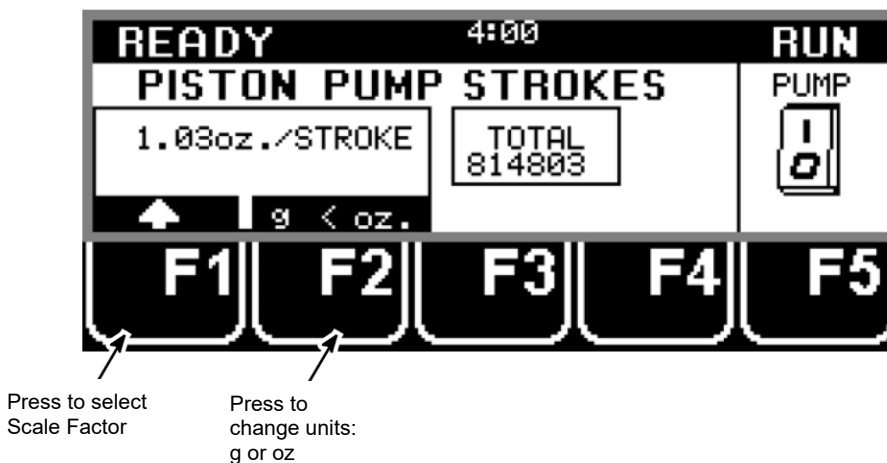 READY 4:00 RUN
PISTON PUMP STROKES PUMP
1.03oz./STROKE TOTAL
814803
I
O
g < oz.
F1 F2 F3 F4 F5
Press to select
Scale Factor
Press to
change units:
g or oz